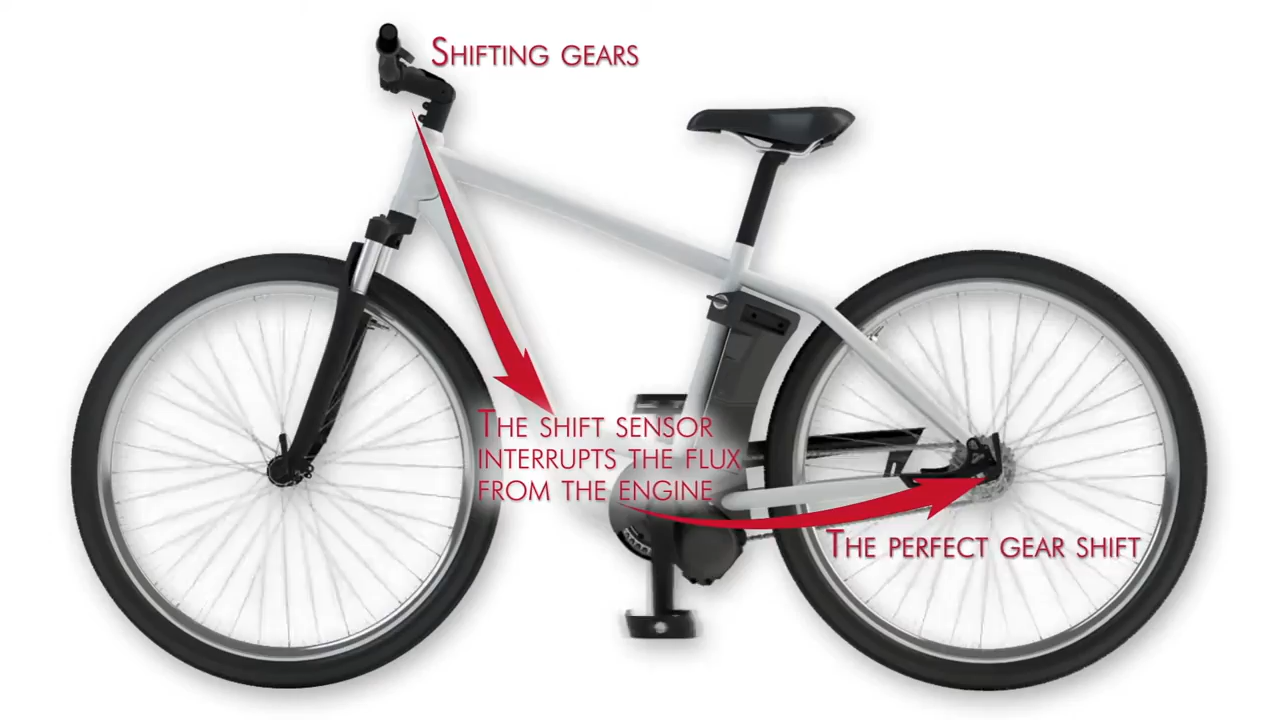 Shifting gears
The shift sensor
interrupts the flux
from the engine
The perfect gear shift